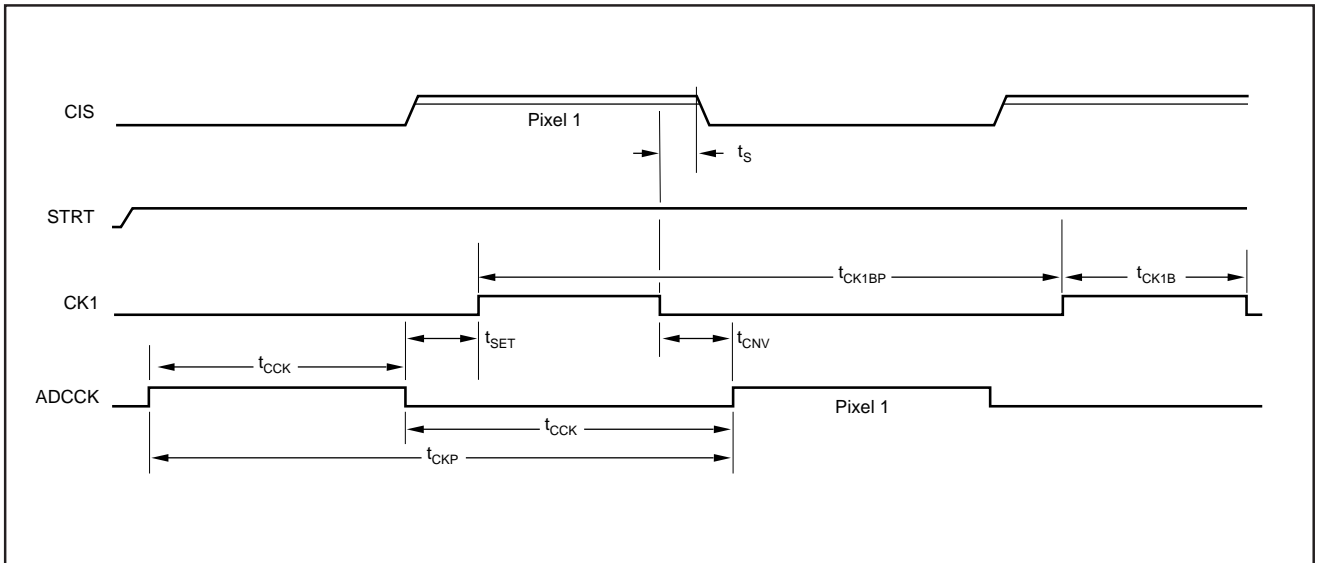 CIS
Pixel 1
tS
STRT
tCK1BP
tCK1B
CK1
tSET
tCNV
tCCK
ADCCK
Pixel 1
tCCK
tCKP